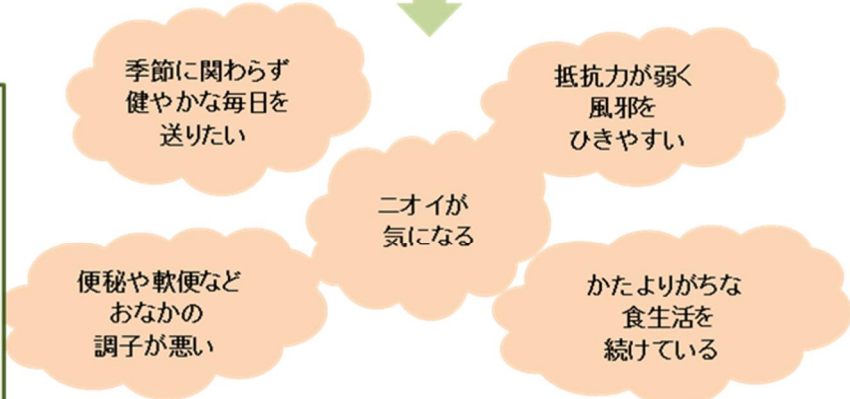 季節に関わらず
健やかな毎日を
送りたい
抵抗力が弱く
風邪を
ひきやすい
ニオイが
気になる
便秘や軟便など
おなかの
調子が悪い
かたよりがちな
食生活を
続けている